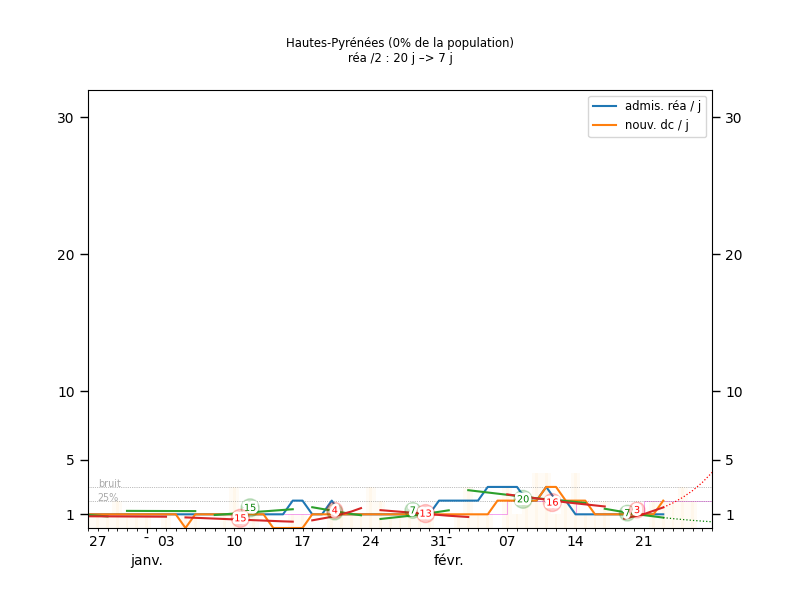 Hautes-Pyrénées (0% de la population)
réa /2 : 20 j –> 7 j
admis. réa / j
nouv. dc / j
30 30
20 20
10 10
5 5
bruit
25%
1 1
15 15 4 7 13 20 16 7 3
27 - 03 10 17 24 31 - 07 14 21
janv. févr.